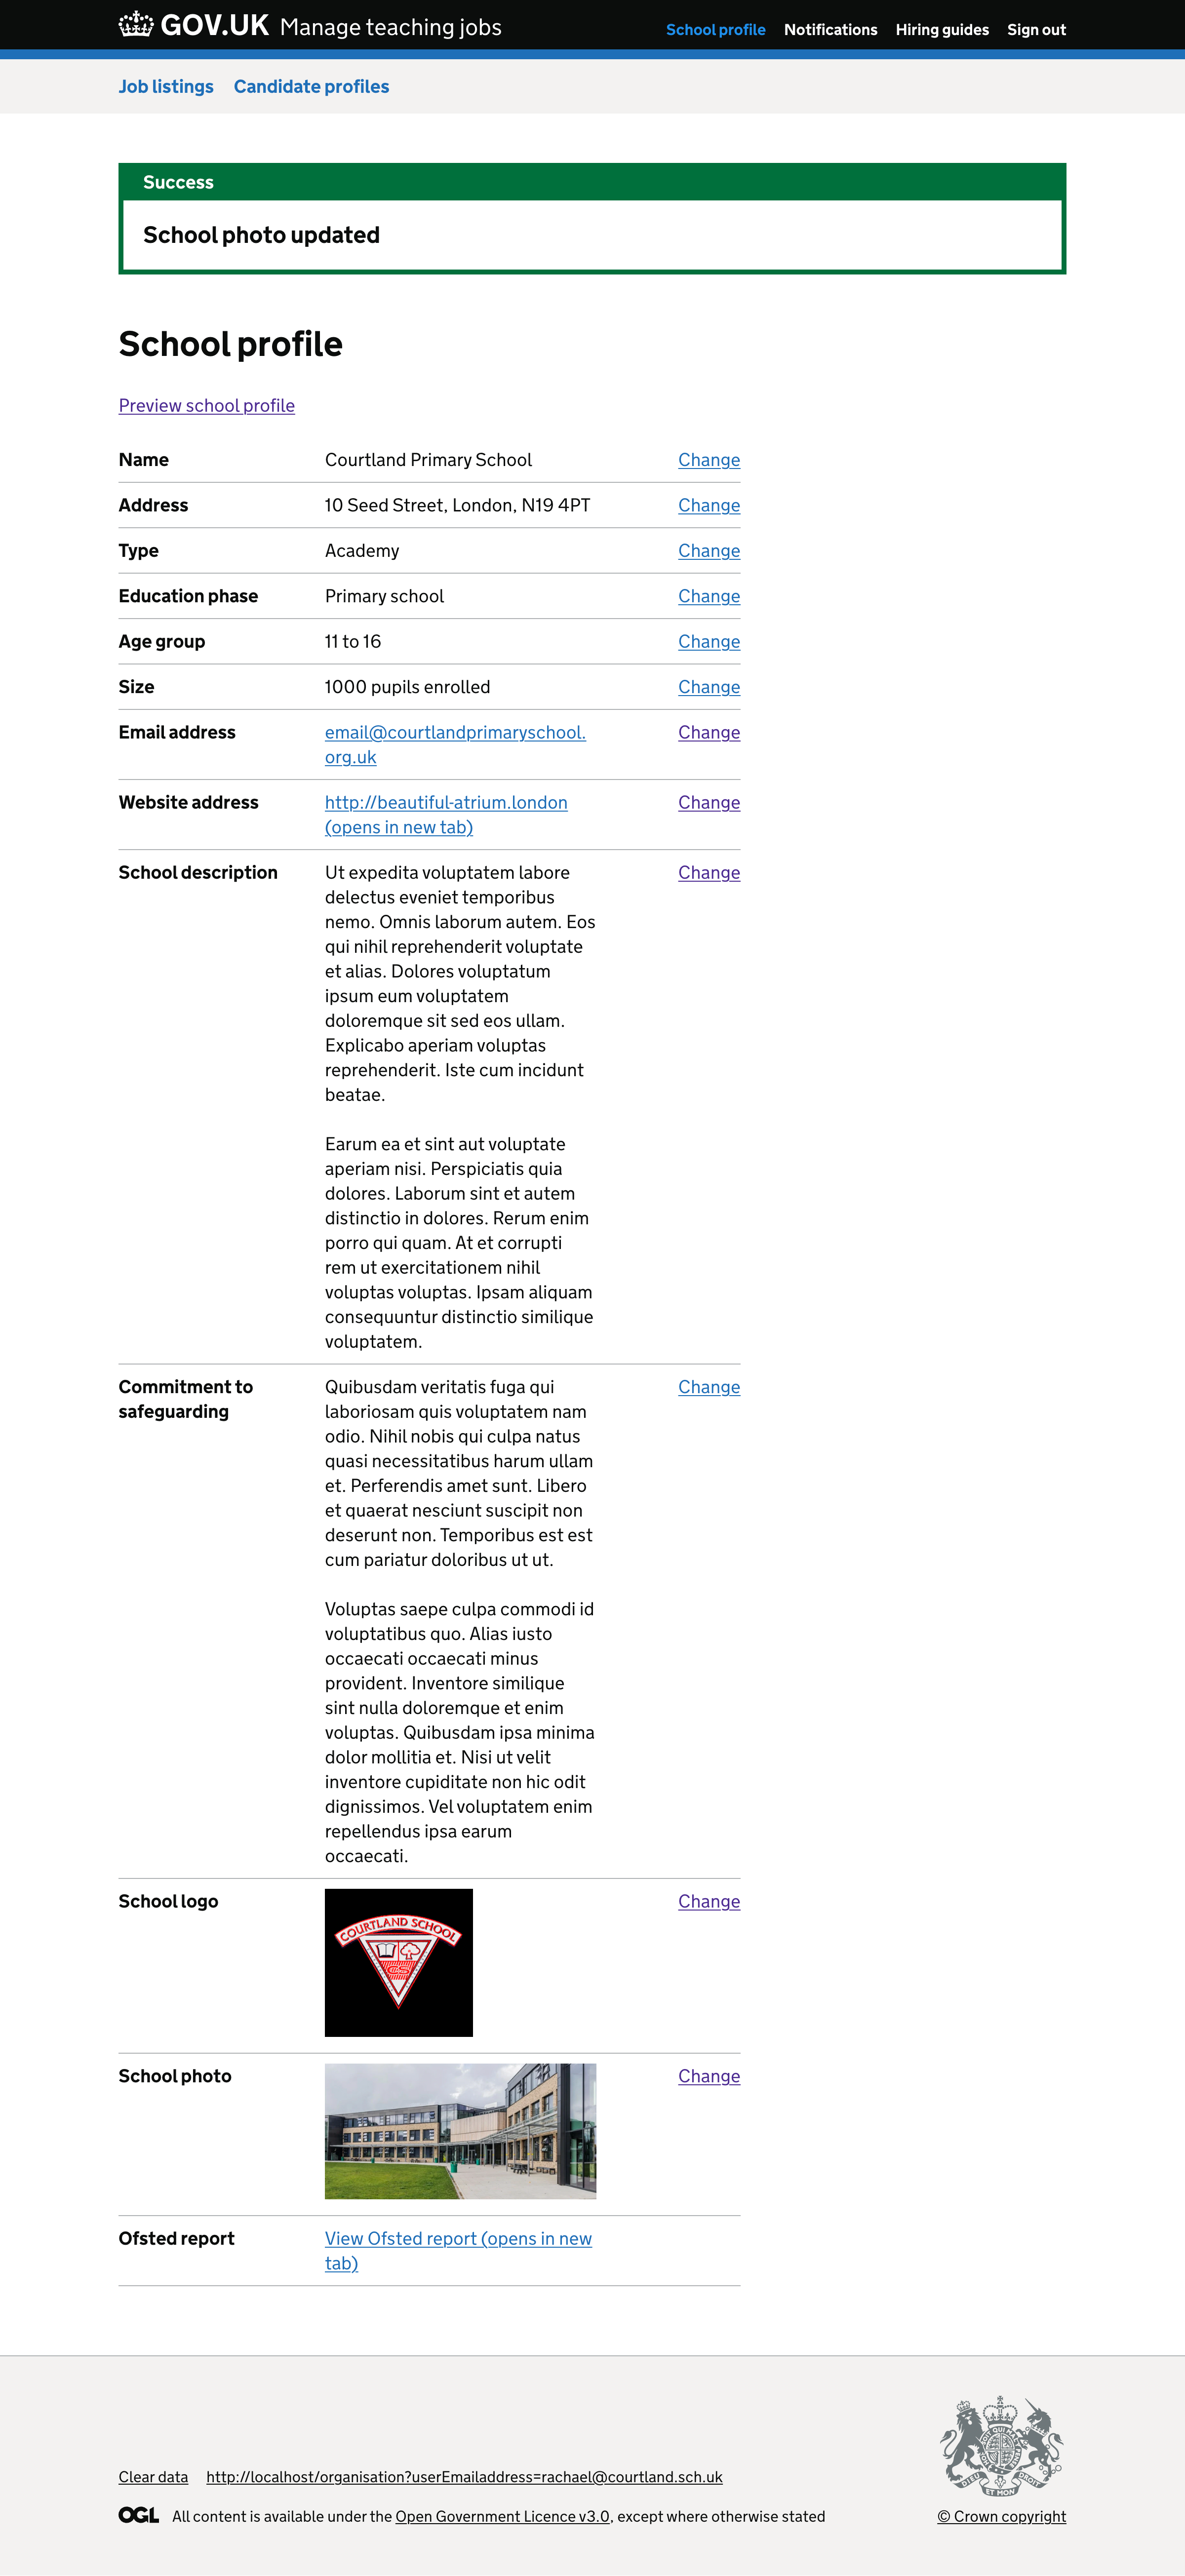 GOV.UK Manage teaching jobs
School profile Notifications Hiring guides Sign out
Job listings Candidate profiles
Success
School photo updated
School profile
Preview school profile
Name Courtland Primary School Change
Address 10 Seed Street, London, N19 4PT Change
Type Academy Change
Education phase Primary school Change
Age group 11 to 16 Change
Size 1000 pupils enrolled Change
Email address email@courtlandprimaryschool. Change
org.uk
Website address http://beautiful-atrium.london Change
(opens in new tab)
School description Ut expedita voluptatem labore Change
delectus eveniet temporibus
nemo. Omnis laborum autem. Eos
qui nihil reprehenderit voluptate
et alias. Dolores voluptatum
ipsum eum voluptatem
doloremque sit sed eos ullam.
Explicabo aperiam voluptas
reprehenderit. Iste cum incidunt
beatae.
Earum ea et sint aut voluptate
aperiam nisi. Perspiciatis quia
dolores. Laborum sint et autem
distinctio in dolores. Rerum enim
porro qui quam. At et corrupti
rem ut exercitationem nihil
voluptas voluptas. Ipsam aliquam
consequuntur distinctio similique
voluptatem.
Commitment to Quibusdam veritatis fuga qui Change
safeguarding laboriosam quis voluptatem nam
odio. Nihil nobis qui culpa natus
quasi necessitatibus harum ullam
et. Perferendis amet sunt. Libero
et quaerat nesciunt suscipit non
deserunt non. Temporibus est est
cum pariatur doloribus ut ut.
Voluptas saepe culpa commodi id
voluptatibus quo. Alias iusto
occaecati occaecati minus
provident. Inventore similique
sint nulla doloremque et enim
voluptas. Quibusdam ipsa minima
dolor mollitia et. Nisi ut velit
inventore cupiditate non hic odit
dignissimos. Vel voluptatem enim
repellendus ipsa earum
occaecati.
School logo Change
COURTLAND SCHOOL
CS
School photo Change
Ofsted report View Ofsted report (opens in new
tab)
DIEU ET MON DROIT
Clear data http://localhost/organisation?userEmailaddress=rachael@courtland.sch.uk
OGL All content is available under the Open Government Licence v3.0, except where otherwise stated
© Crown copyright